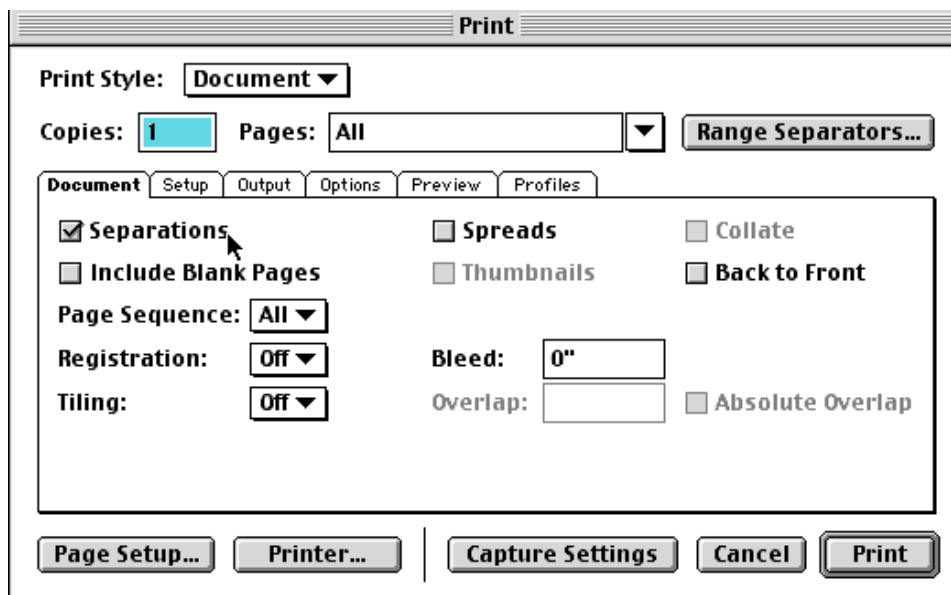 Print
Print Style: Document
Copies: 1 Pages: All Range Separators...
Document Setup Output Options Preview Profiles
Separations Spreads Collate
Include Blank Pages Thumbnails Back to Front
Page Sequence: All
Registration: Off Bleed: 0"
Tiling: Off Overlap: Absolute Overlap
Page Setup... Printer... Capture Settings Cancel Print